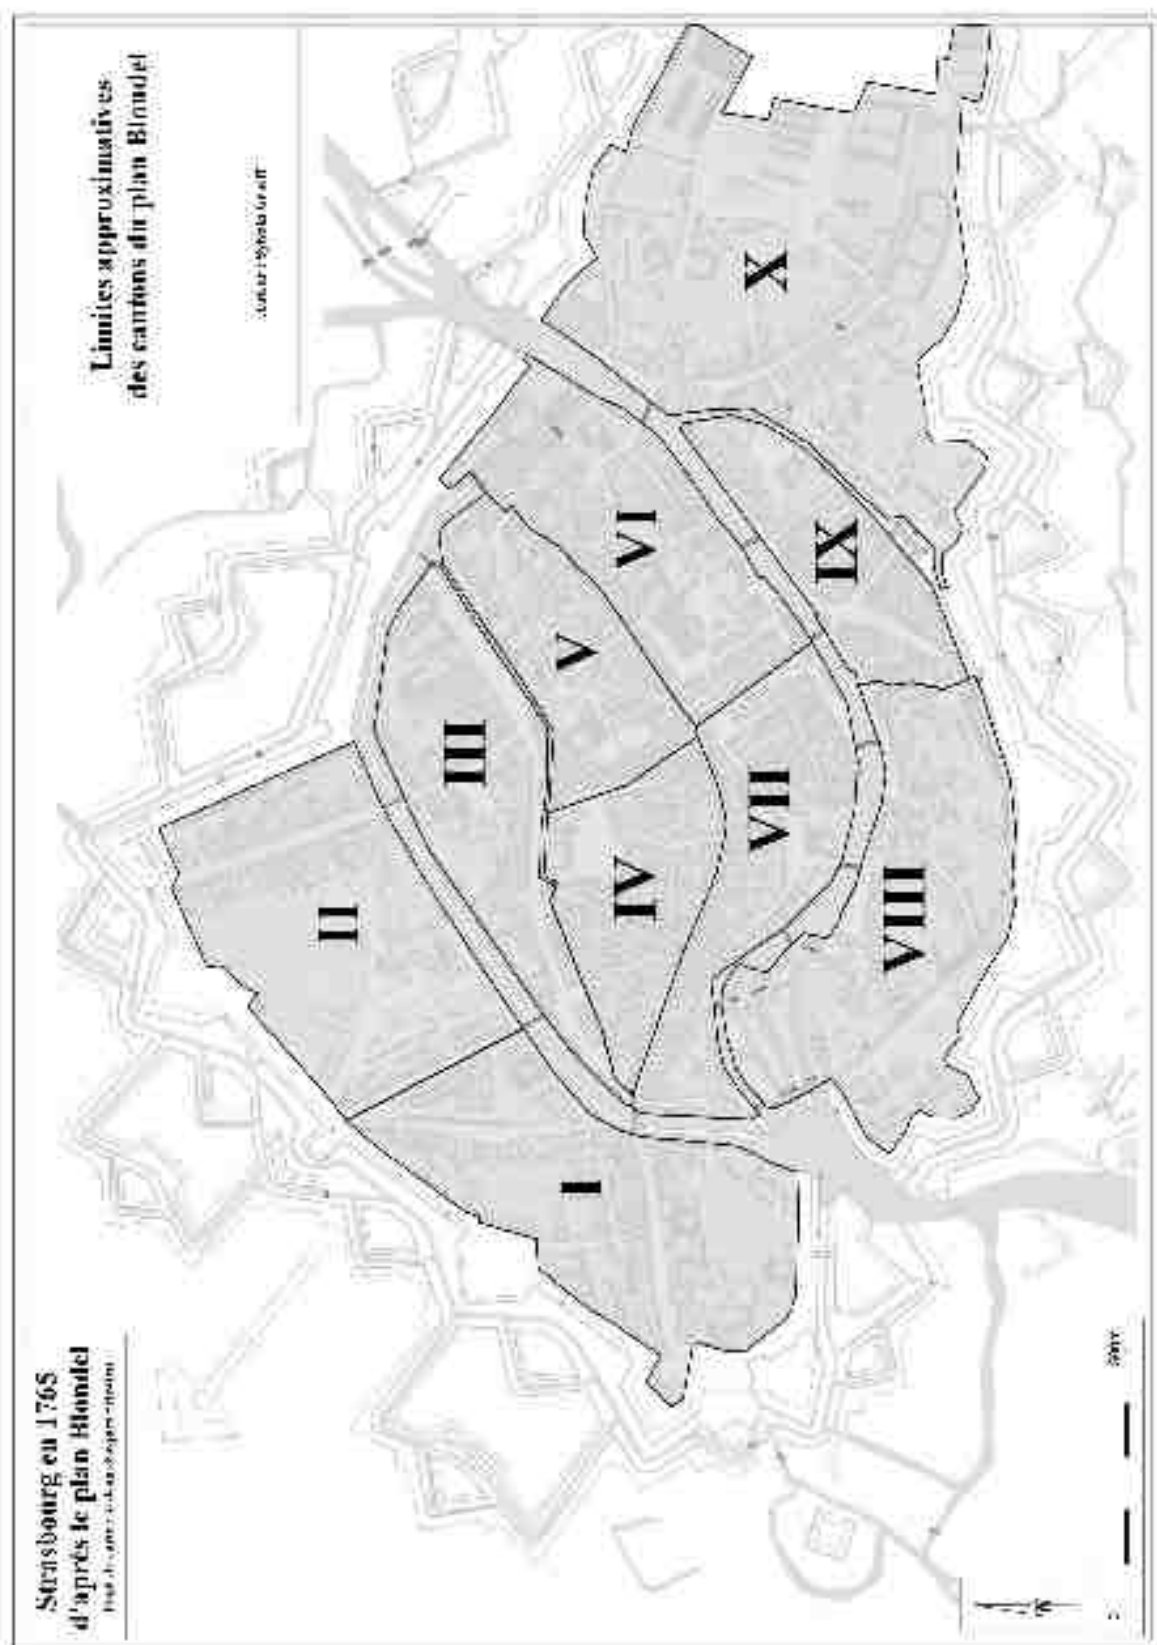 Strasbourg en 1765
d'après le plan Blondel
Limites approximatives
des cantons du plan Blondel
II
III
V
VI
X
I
IV
VII
IX
VIII